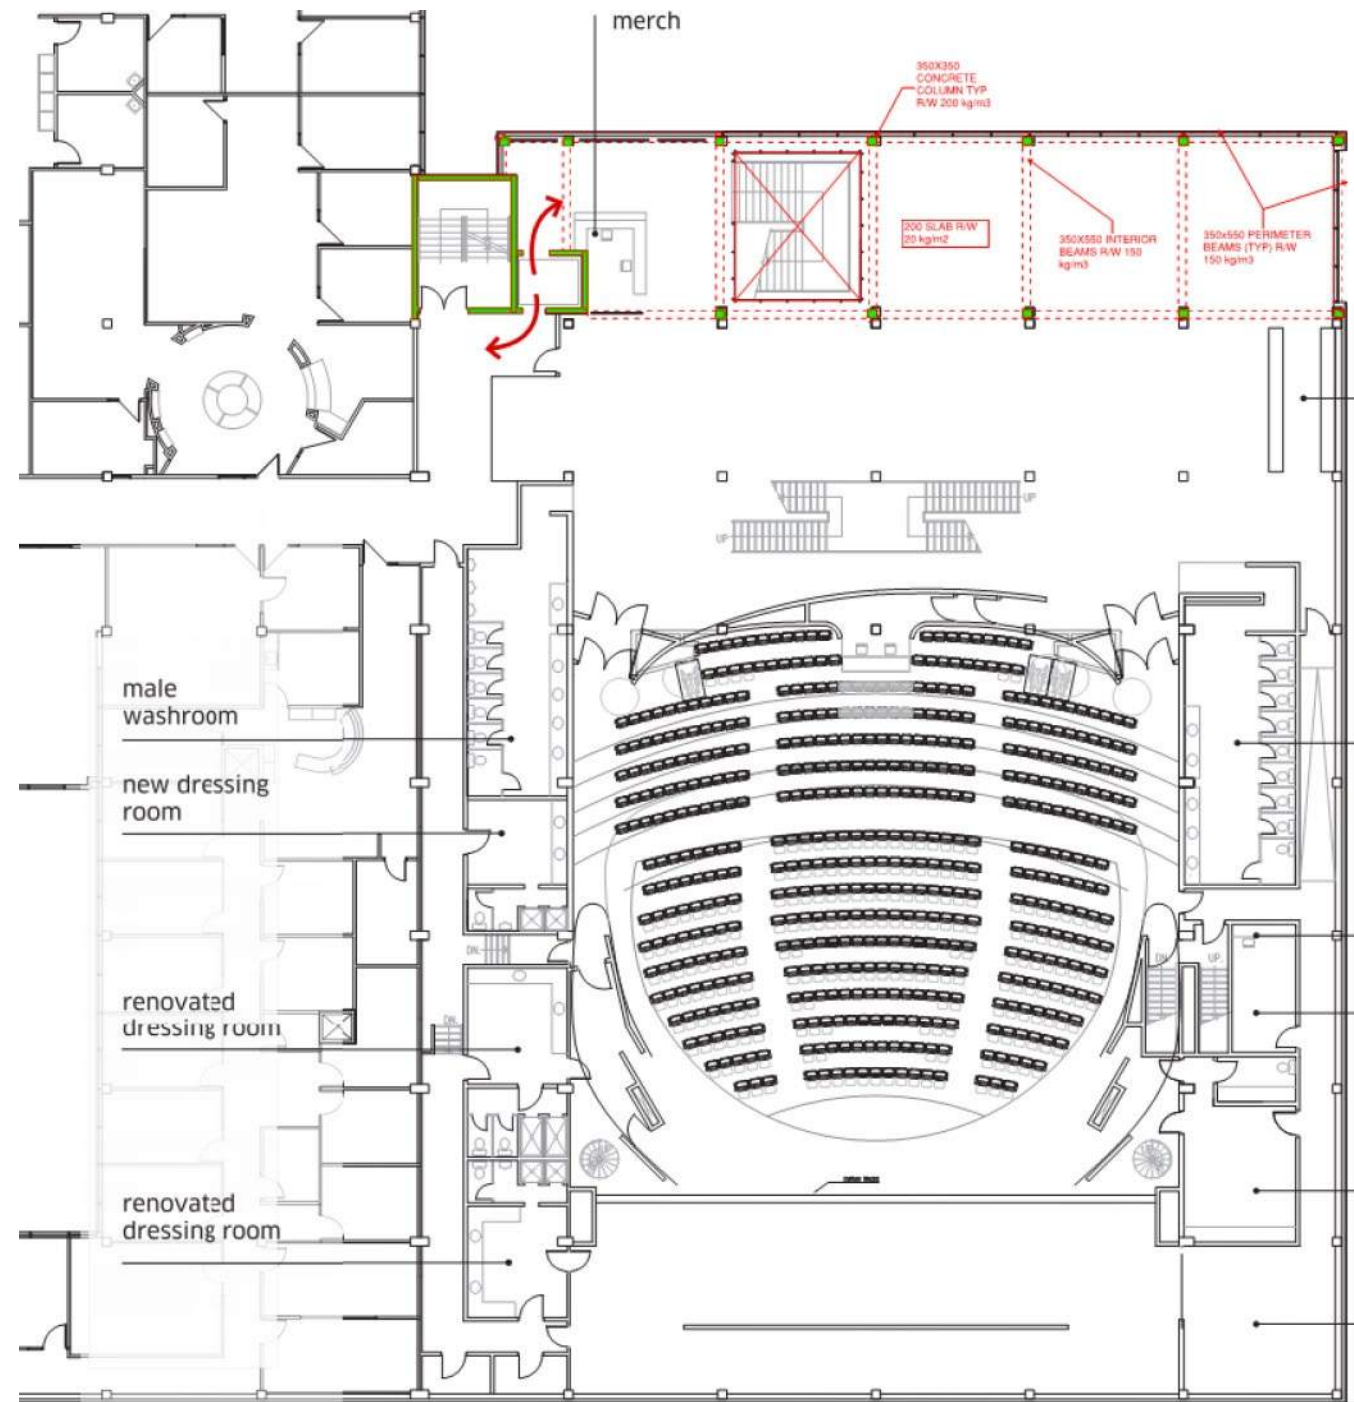 merch
350X350
CONCRETE
COLUMN TYP
R/W 200 kg/m3
200 SLAB R/W
20 kg/m2
350X550 INTERIOR
BEAMS R/W 150
kg/m3
350x550 PERIMETER
BEAMS (TYP) R/W
150 kg/m3
UP
UP
male
washroom
new dressing
room
DN.
DN.
UP.
renovated
dressing room
DN.
renovated
dressing room